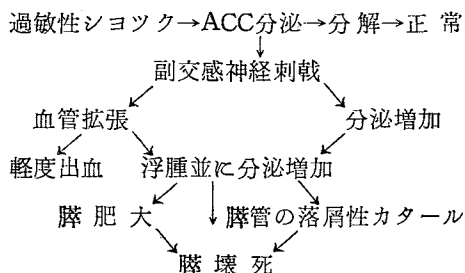 過敏性シヨツク→ACC分泌→分解→正常
副交感神経刺戟
血管拡張 分泌増加
軽度出血 浮腫並に分泌増加
膵肥大 膵管の落屑性カタール
膵壊死